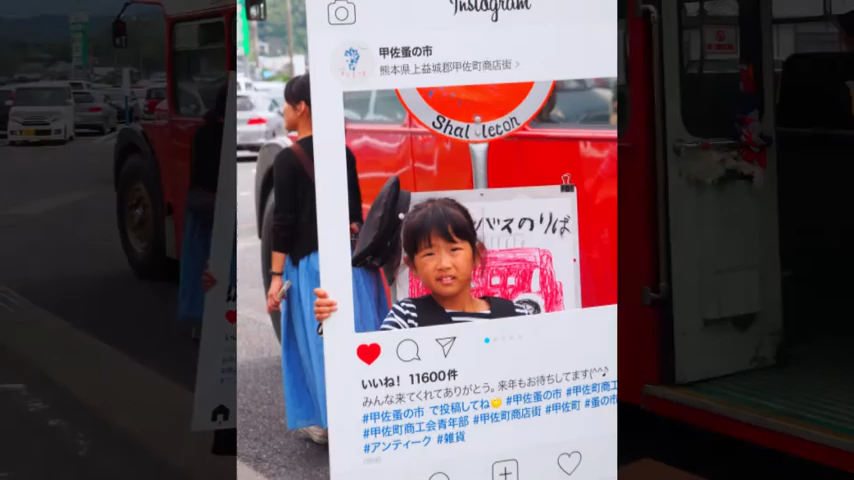 Instagram
甲佐蚤の市
熊本県上益城郡甲佐町商店街 >
バスのりば
いいね! 11600件
みんな来てくれてありがとう。来年もお待ちしてます(^^♪
#甲佐蚤の市 で投稿してね😊 #甲佐蚤の市 #甲佐町商工
#甲佐町商工会青年部 #甲佐町商店街 #甲佐町 #蚤の市
#アンティーク #雑貨